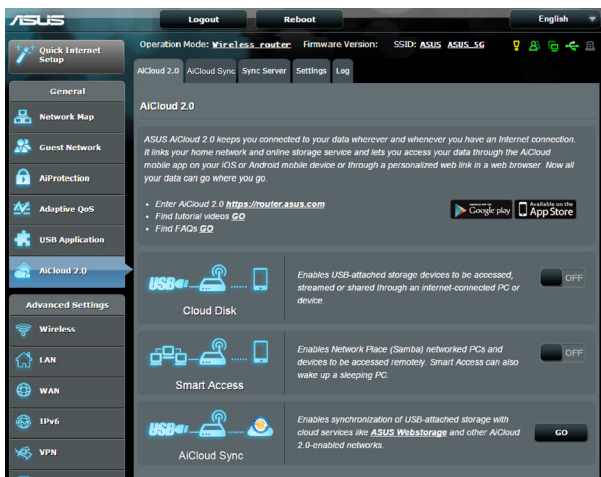 ASUS
Logout
Reboot
English
Quick Internet
Setup
Operation Mode: Wireless router Firmware Version: SSID: ASUS ASUS_5G
AiCloud 2.0
AiCloud Sync
Sync Server
Settings
Log
General
Network Map
Guest Network
AiProtection
Adaptive QoS
USB Application
AiCloud 2.0
Advanced Settings
Wireless
LAN
WAN
IPv6
VPN
AiCloud 2.0
ASUS AiCloud 2.0 keeps you connected to your data wherever and whenever you have an Internet connection.
It links your home network and online storage service and lets you access your data through the AiCloud
mobile app on your iOS or Android mobile device or through a personalized web link in a web browser. Now all
your data can go where you go.
• Enter AiCloud 2.0 https://router.asus.com
• Find tutorial videos GO
• Find FAQs GO
Google play
Available on the
App Store
USB
Cloud Disk
Enables USB-attached storage devices to be accessed,
streamed or shared through an internet-connected PC or
device.
OFF
Smart Access
Enables Network Place (Samba) networked PCs and
devices to be accessed remotely. Smart Access can also
wake up a sleeping PC.
OFF
USB
AiCloud Sync
Enables synchronization of USB-attached storage with
cloud services like ASUS Webstorage and other AiCloud
2.0-enabled networks.
GO